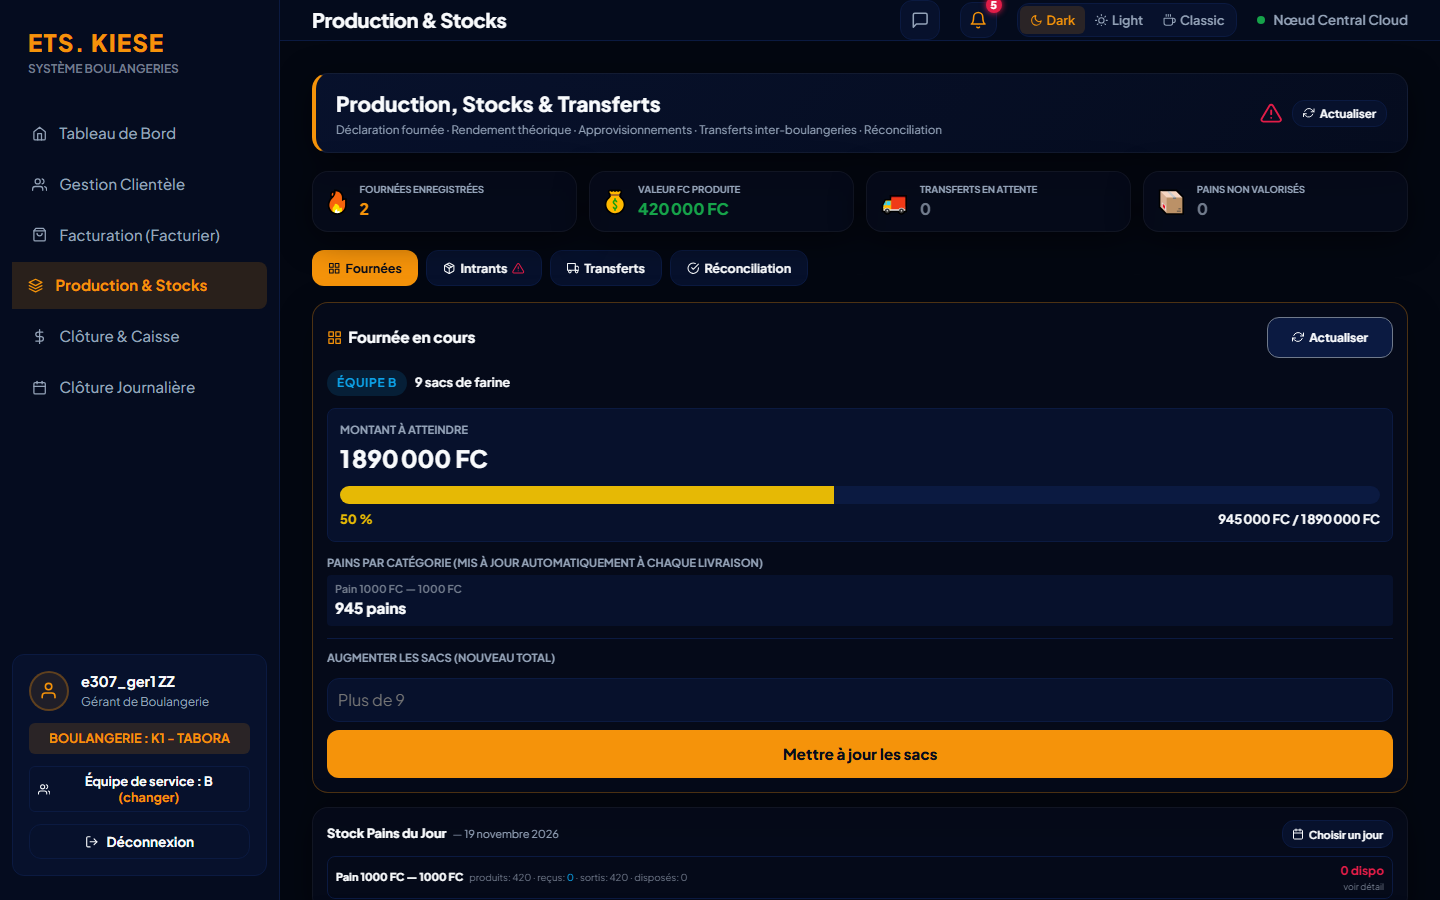 ETS. KIESE
SYSTÈME BOULANGERIES
Tableau de Bord
Gestion Clientèle
Facturation (Facturier)
Production & Stocks
Clôture & Caisse
Clôture Journalière
e307_ger1 ZZ
Gérant de Boulangerie
BOULANGERIE : K1 - TABORA
Équipe de service : B
(changer)
Déconnexion
Production & Stocks
5
Dark
Light
Classic
Nœud Central Cloud
Production, Stocks & Transferts
Déclaration fournée · Rendement théorique · Approvisionnements · Transferts inter-boulangeries · Réconciliation
Actualiser
FOURNÉES ENREGISTRÉES
2
VALEUR FC PRODUITE
420 000 FC
TRANSFERTS EN ATTENTE
0
PAINS NON VALORISÉS
0
Fournées
Intrants
Transferts
Réconciliation
Fournée en cours
Actualiser
ÉQUIPE B 9 sacs de farine
MONTANT À ATTEINDRE
1 890 000 FC
50 %
945 000 FC / 1 890 000 FC
PAINS PAR CATÉGORIE (MIS À JOUR AUTOMATIQUEMENT À CHAQUE LIVRAISON)
Pain 1000 FC — 1000 FC
945 pains
AUGMENTER LES SACS (NOUVEAU TOTAL)
Plus de 9
Mettre à jour les sacs
Stock Pains du Jour — 19 novembre 2026
Choisir un jour
Pain 1000 FC — 1000 FC produits: 420 · reçus: 0 · sortis: 420 · disposés: 0
0 dispo
voir détail